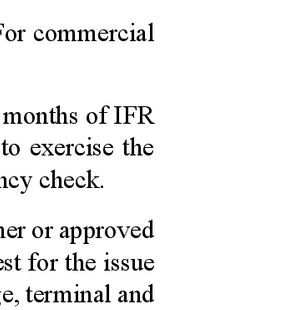 For commercial
months of IFR
to exercise the
ncy check.
ner or approved
est for the issue
ge, terminal and